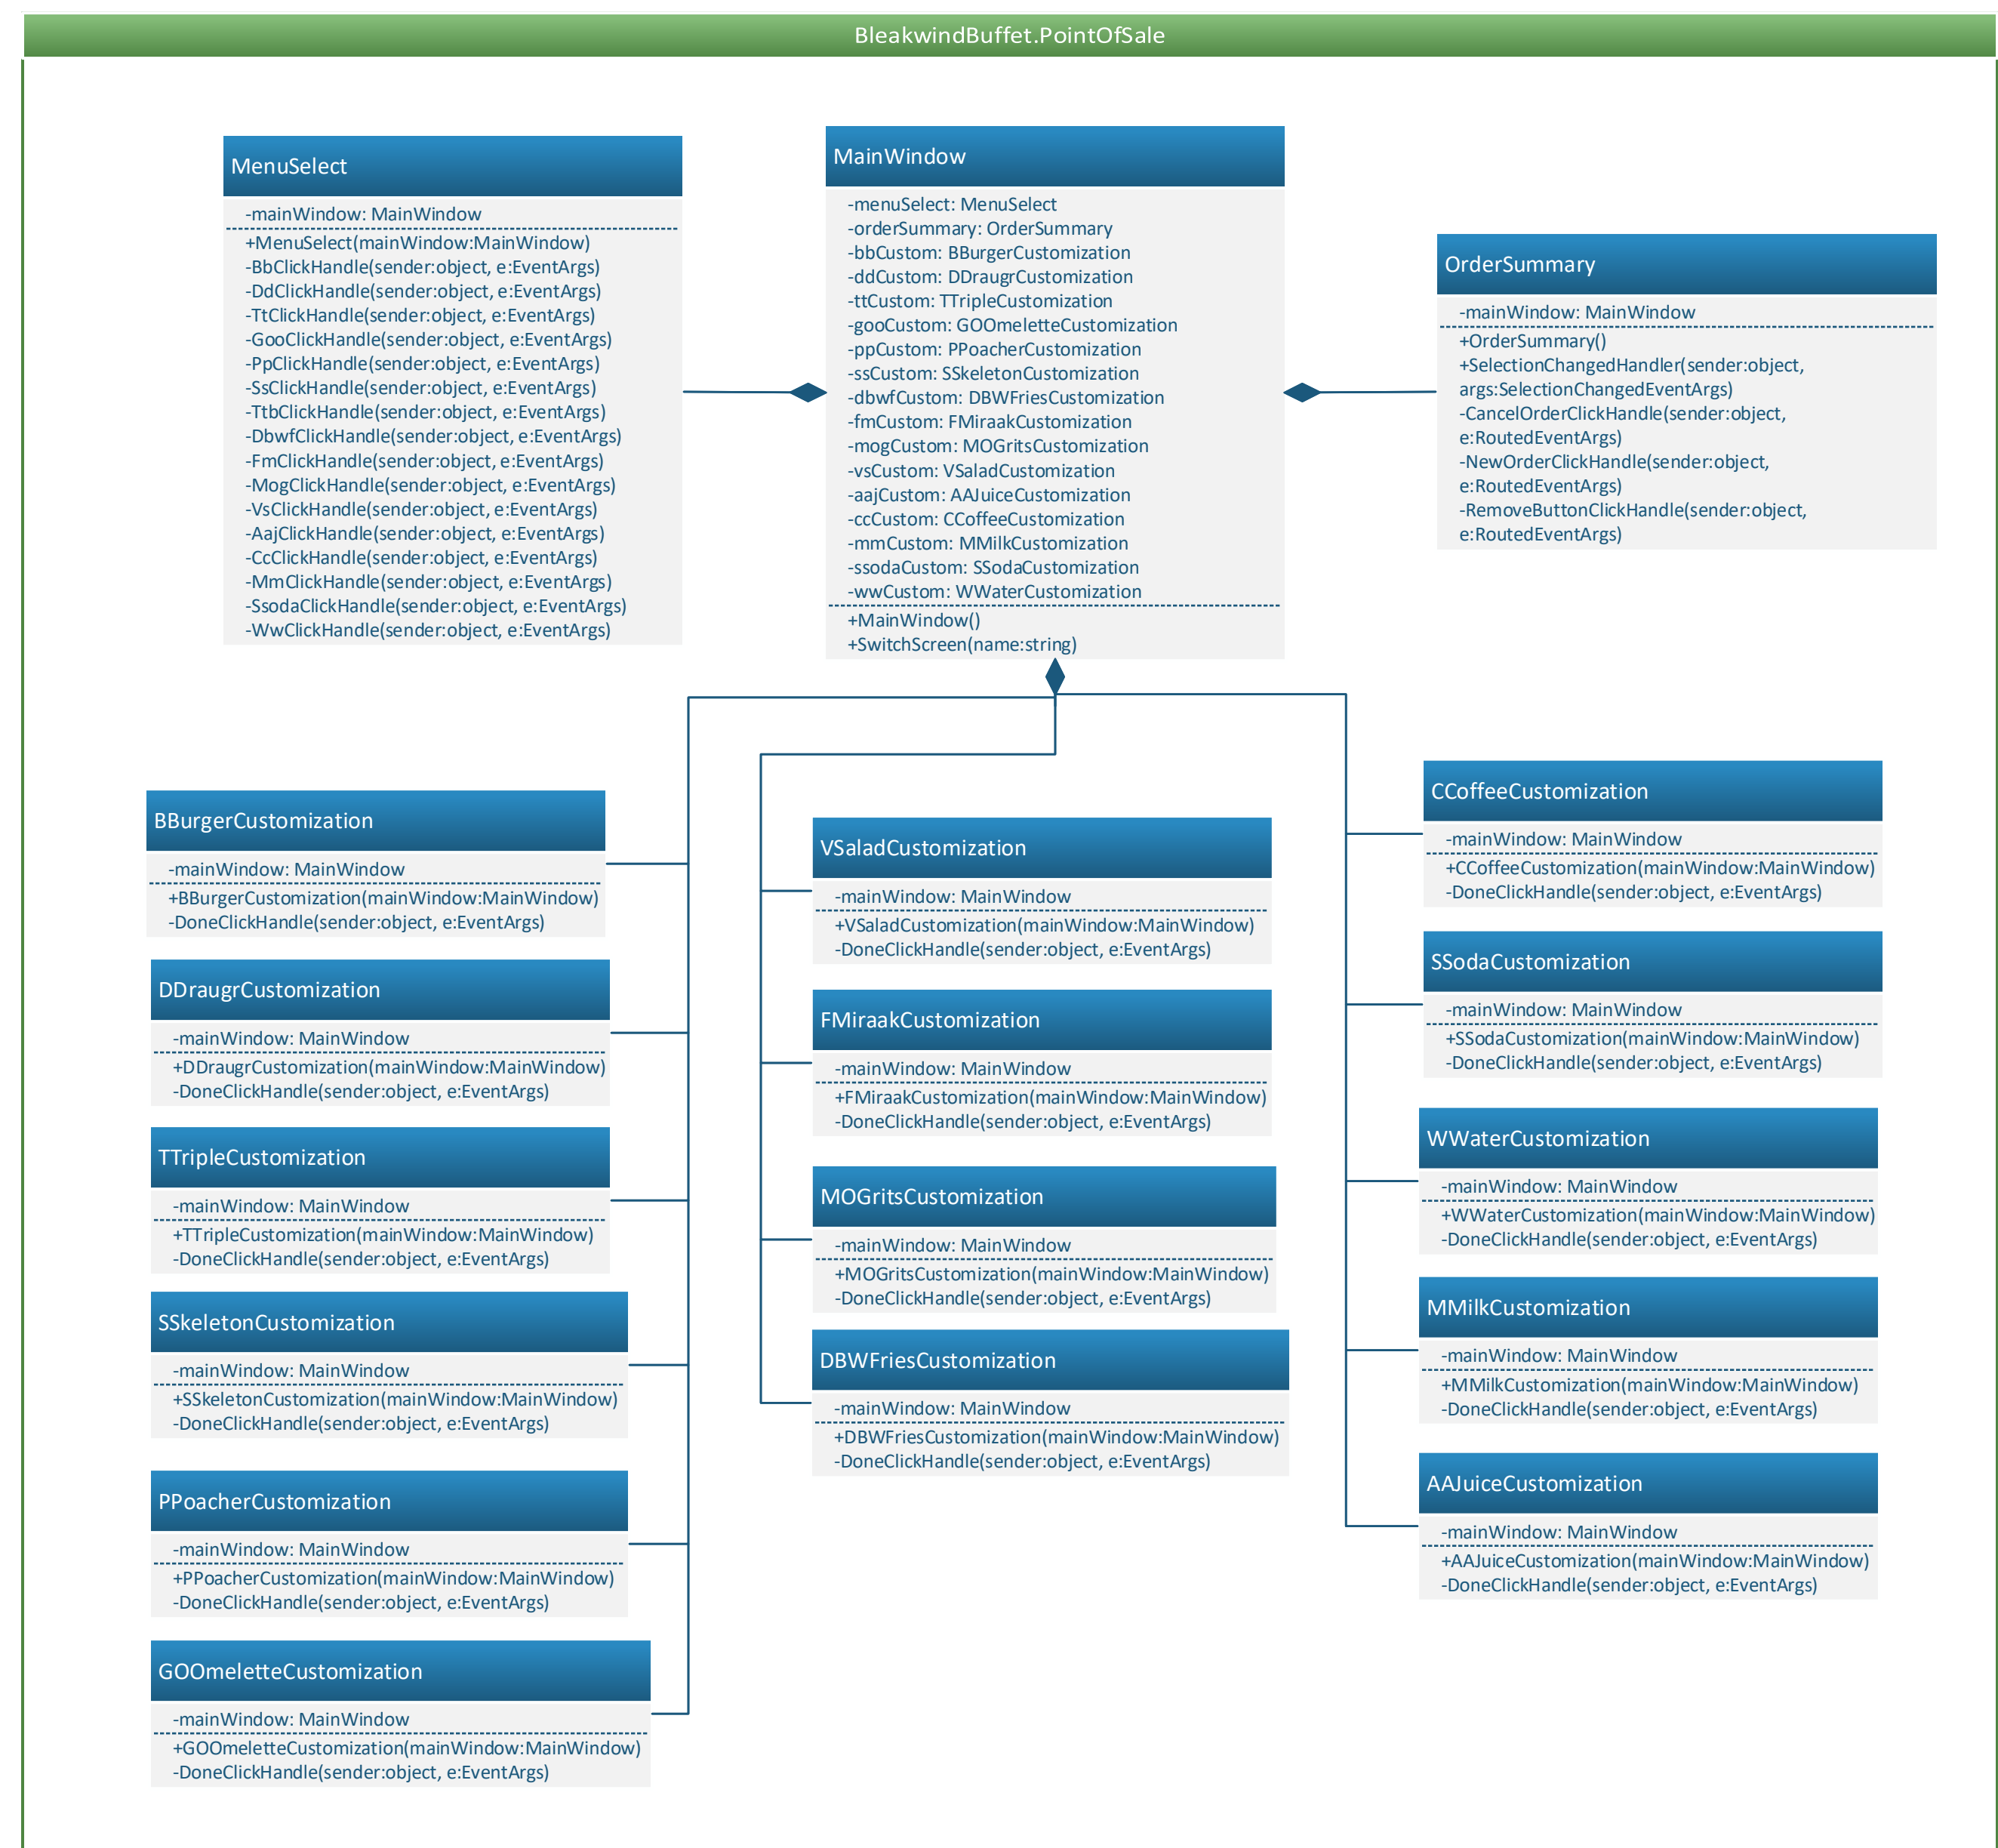 BleakwindBuffet.PointOfSale
MenuSelect
-mainWindow: MainWindow
+MenuSelect(mainWindow:MainWindow)
-BbClickHandle(sender:object, e:EventArgs)
-DdClickHandle(sender:object, e:EventArgs)
-TtClickHandle(sender:object, e:EventArgs)
-GooClickHandle(sender:object, e:EventArgs)
-PpClickHandle(sender:object, e:EventArgs)
-SsClickHandle(sender:object, e:EventArgs)
-TtbClickHandle(sender:object, e:EventArgs)
-DbwfClickHandle(sender:object, e:EventArgs)
-FmClickHandle(sender:object, e:EventArgs)
-MogClickHandle(sender:object, e:EventArgs)
-VsClickHandle(sender:object, e:EventArgs)
-AajClickHandle(sender:object, e:EventArgs)
-CcClickHandle(sender:object, e:EventArgs)
-MmClickHandle(sender:object, e:EventArgs)
-SsodaClickHandle(sender:object, e:EventArgs)
-WwClickHandle(sender:object, e:EventArgs)
MainWindow
-menuSelect: MenuSelect
-orderSummary: OrderSummary
-bbCustom: BBurgerCustomization
-ddCustom: DDraugrCustomization
-ttCustom: TTripleCustomization
-gooCustom: GOOmeletteCustomization
-ppCustom: PPoacherCustomization
-ssCustom: SSkeletonCustomization
-dbwfCustom: DBWFriesCustomization
-fmCustom: FMiraakCustomization
-mogCustom: MOGritsCustomization
-vsCustom: VSaladCustomization
-aajCustom: AAJuiceCustomization
-ccCustom: CCoffeeCustomization
-mmCustom: MMilkCustomization
-ssodaCustom: SSodaCustomization
-wwCustom: WWaterCustomization
+MainWindow()
+SwitchScreen(name:string)
OrderSummary
-mainWindow: MainWindow
+OrderSummary()
+SelectionChangedHandler(sender:object,
args:SelectionChangedEventArgs)
-CancelOrderClickHandle(sender:object,
e:RoutedEventArgs)
-NewOrderClickHandle(sender:object,
e:RoutedEventArgs)
-RemoveButtonClickHandle(sender:object,
e:RoutedEventArgs)
BBurgerCustomization
-mainWindow: MainWindow
+BBurgerCustomization(mainWindow:MainWindow)
-DoneClickHandle(sender:object, e:EventArgs)
DDraugrCustomization
-mainWindow: MainWindow
+DDraugrCustomization(mainWindow:MainWindow)
-DoneClickHandle(sender:object, e:EventArgs)
TTripleCustomization
-mainWindow: MainWindow
+TTripleCustomization(mainWindow:MainWindow)
-DoneClickHandle(sender:object, e:EventArgs)
SSkeletonCustomization
-mainWindow: MainWindow
+SSkeletonCustomization(mainWindow:MainWindow)
-DoneClickHandle(sender:object, e:EventArgs)
PPoacherCustomization
-mainWindow: MainWindow
+PPoacherCustomization(mainWindow:MainWindow)
-DoneClickHandle(sender:object, e:EventArgs)
GOOmeletteCustomization
-mainWindow: MainWindow
+GOOmeletteCustomization(mainWindow:MainWindow)
-DoneClickHandle(sender:object, e:EventArgs)
VSaladCustomization
-mainWindow: MainWindow
+VSaladCustomization(mainWindow:MainWindow)
-DoneClickHandle(sender:object, e:EventArgs)
FMiraakCustomization
-mainWindow: MainWindow
+FMiraakCustomization(mainWindow:MainWindow)
-DoneClickHandle(sender:object, e:EventArgs)
MOGritsCustomization
-mainWindow: MainWindow
+MOGritsCustomization(mainWindow:MainWindow)
-DoneClickHandle(sender:object, e:EventArgs)
DBWFriesCustomization
-mainWindow: MainWindow
+DBWFriesCustomization(mainWindow:MainWindow)
-DoneClickHandle(sender:object, e:EventArgs)
CCoffeeCustomization
-mainWindow: MainWindow
+CCoffeeCustomization(mainWindow:MainWindow)
-DoneClickHandle(sender:object, e:EventArgs)
SSodaCustomization
-mainWindow: MainWindow
+SSodaCustomization(mainWindow:MainWindow)
-DoneClickHandle(sender:object, e:EventArgs)
WWaterCustomization
-mainWindow: MainWindow
+WWaterCustomization(mainWindow:MainWindow)
-DoneClickHandle(sender:object, e:EventArgs)
MMilkCustomization
-mainWindow: MainWindow
+MMilkCustomization(mainWindow:MainWindow)
-DoneClickHandle(sender:object, e:EventArgs)
AAJuiceCustomization
-mainWindow: MainWindow
+AAJuiceCustomization(mainWindow:MainWindow)
-DoneClickHandle(sender:object, e:EventArgs)